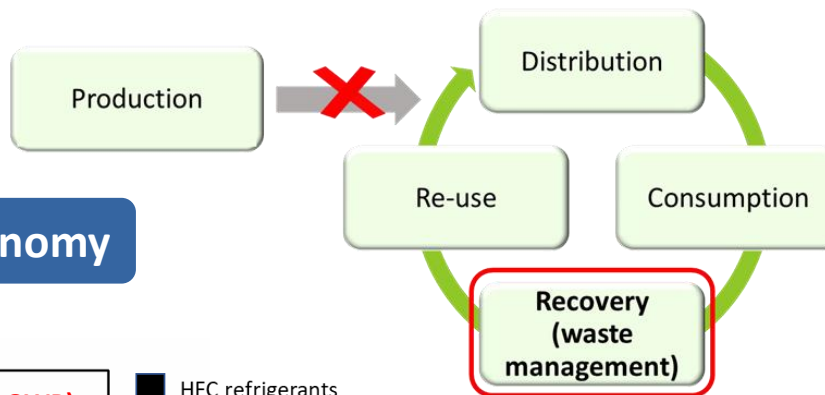 Distribution
Production
Re-use
Consumption
nomy
Recovery
(waste
management)
HFC refrigerants